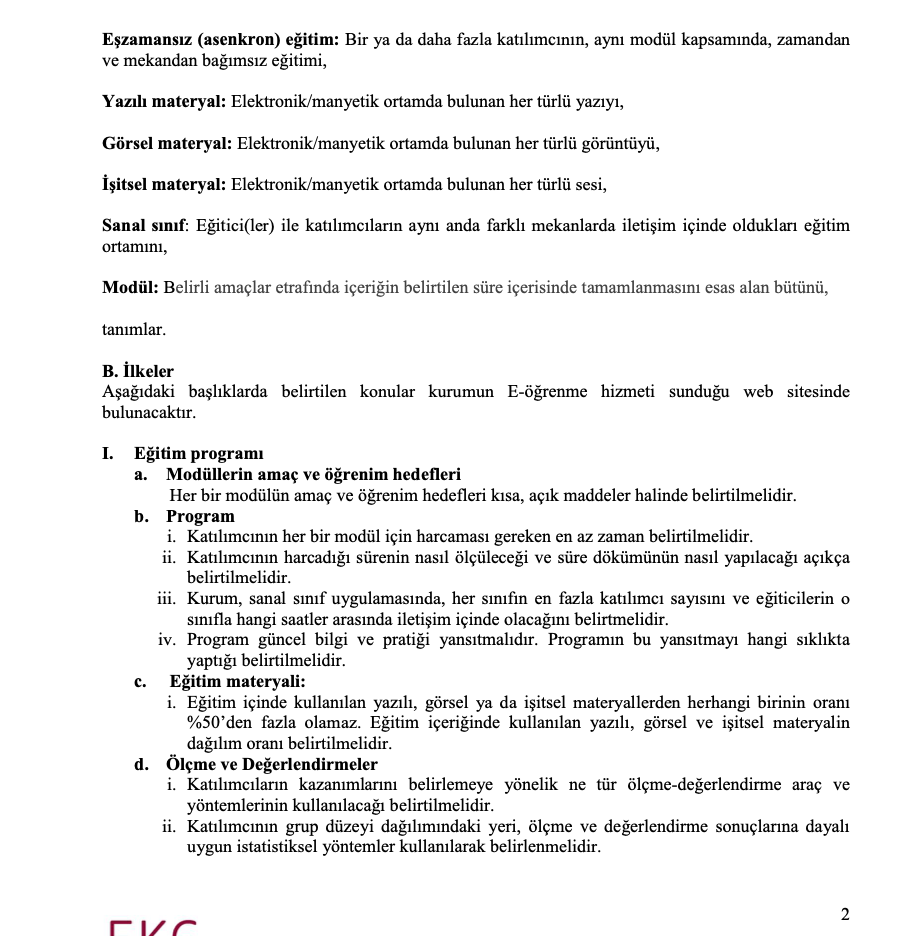 Eşzamansız (asenkron) eğitim: Bir ya da daha fazla katılımcının, aynı modül kapsamında, zamandan
ve mekandan bağımsız eğitimi,
Yazılı materyal: Elektronik/manyetik ortamda bulunan her türlü yazıyı,
Görsel materyal: Elektronik/manyetik ortamda bulunan her türlü görüntüyü,
İşitsel materyal: Elektronik/manyetik ortamda bulunan her türlü sesi,
Sanal sınıf: Eğitici(ler) ile katılımcıların aynı anda farklı mekanlarda iletişim içinde oldukları eğitim
ortamını,
Modül: Belirli amaçlar etrafında içeriğin belirtilen süre içerisinde tamamlanmasını esas alan bütünü,
tanımlar.
B. İlkeler
Aşağıdaki başlıklarda belirtilen konular kurumun E-öğrenme hizmeti sunduğu web sitesinde
bulunacaktır.
I. Eğitim programı
a. Modüllerin amaç ve öğrenim hedefleri
Her bir modülün amaç ve öğrenim hedefleri kısa, açık maddeler halinde belirtilmelidir.
b. Program
i. Katılımcının her bir modül için harcaması gereken en az zaman belirtilmelidir.
ii. Katılımcının harcadığı sürenin nasıl ölçüleceği ve süre dökümünün nasıl yapılacağı açıkça
belirtilmelidir.
iii. Kurum, sanal sınıf uygulamasında, her sınıfın en fazla katılımcı sayısını ve eğiticilerin o
sınıfla hangi saatler arasında iletişim içinde olacağını belirtmelidir.
iv. Program güncel bilgi ve pratiği yansıtmalıdır. Programın bu yansıtmayı hangi sıklıkta
yaptığı belirtilmelidir.
c. Eğitim materyali:
i. Eğitim içinde kullanılan yazılı, görsel ya da işitsel materyallerden herhangi birinin oranı
%50’den fazla olamaz. Eğitim içeriğinde kullanılan yazılı, görsel ve işitsel materyalin
dağılım oranı belirtilmelidir.
d. Ölçme ve Değerlendirmeler
i. Katılımcıların kazanımlarını belirlemeye yönelik ne tür ölçme-değerlendirme araç ve
yöntemlerinin kullanılacağı belirtilmelidir.
ii. Katılımcının grup düzeyi dağılımındaki yeri, ölçme ve değerlendirme sonuçlarına dayalı
uygun istatistiksel yöntemler kullanılarak belirlenmelidir.
2